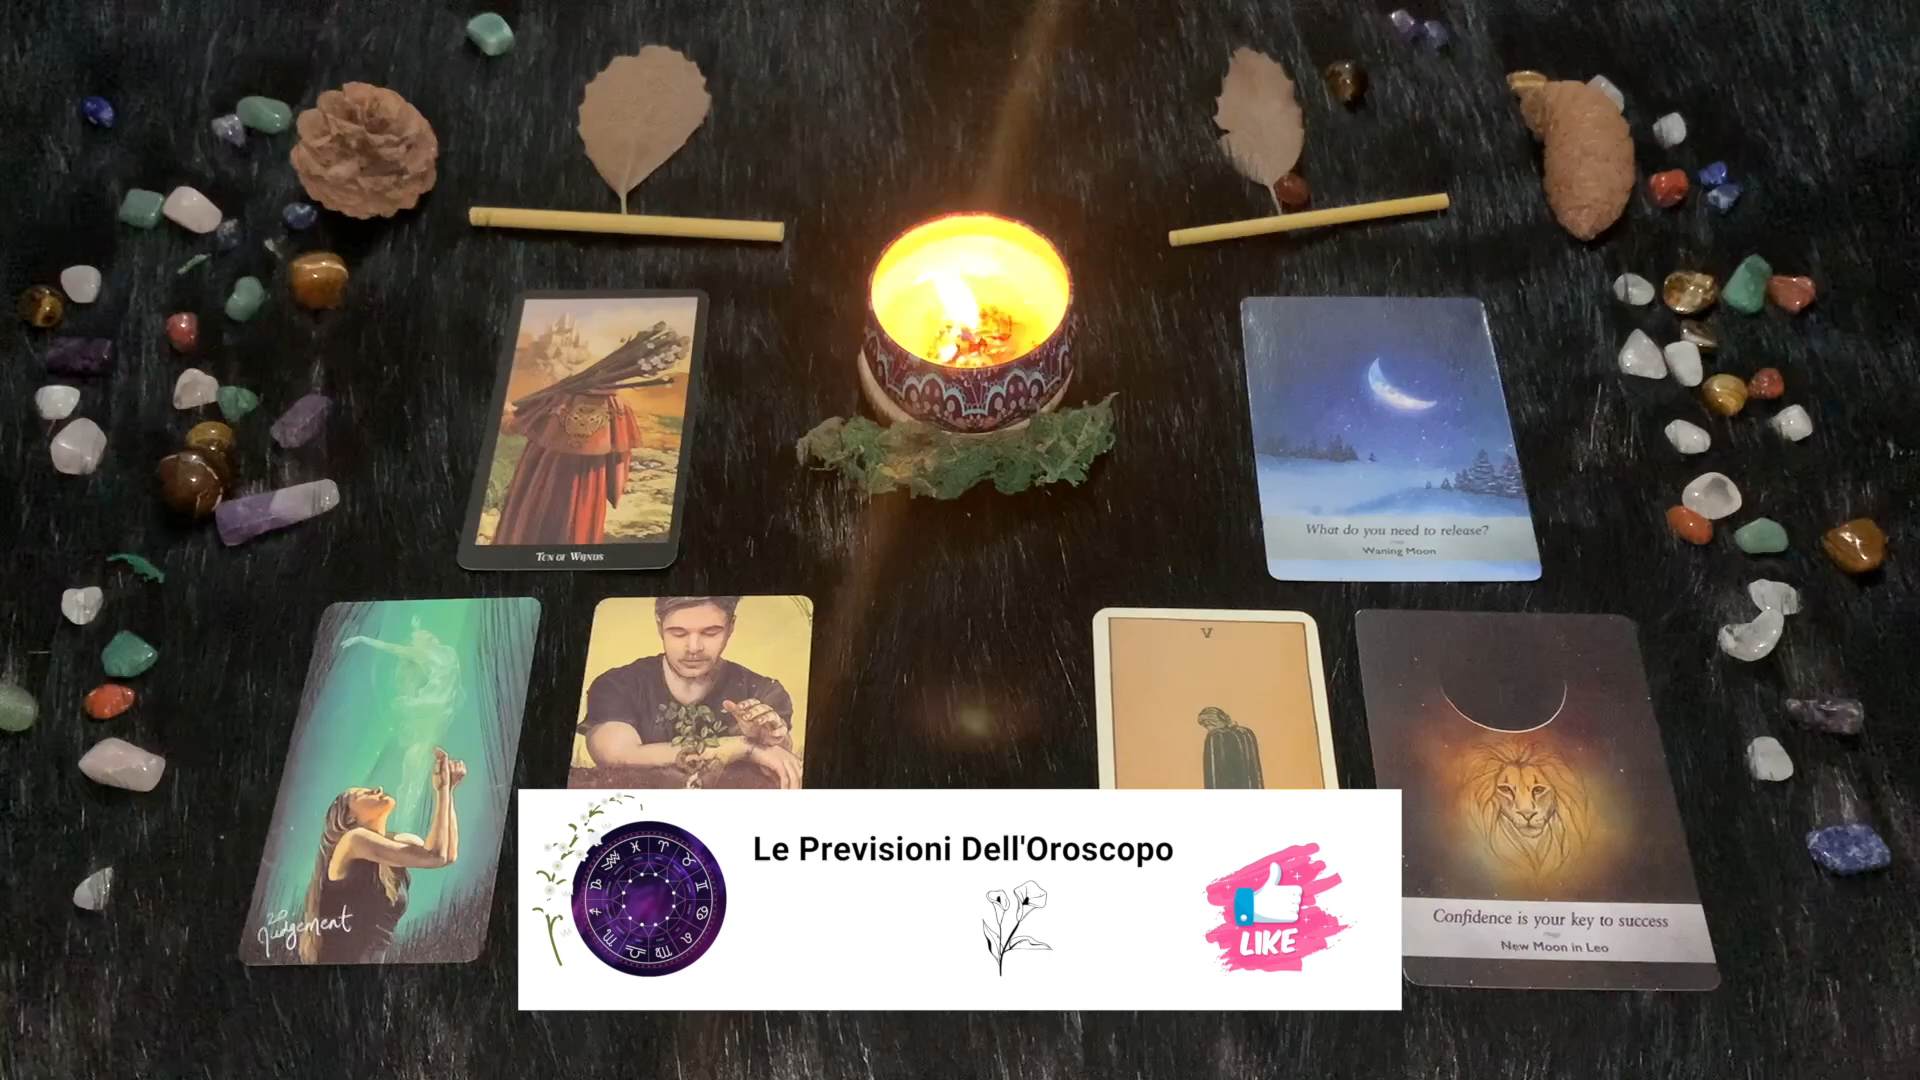 Ten of Wands
What do you need to release?
Waning Moon
V
20
Judgement
Le Previsioni Dell'Oroscopo
LIKE
Confidence is your key to success
New Moon in Leo